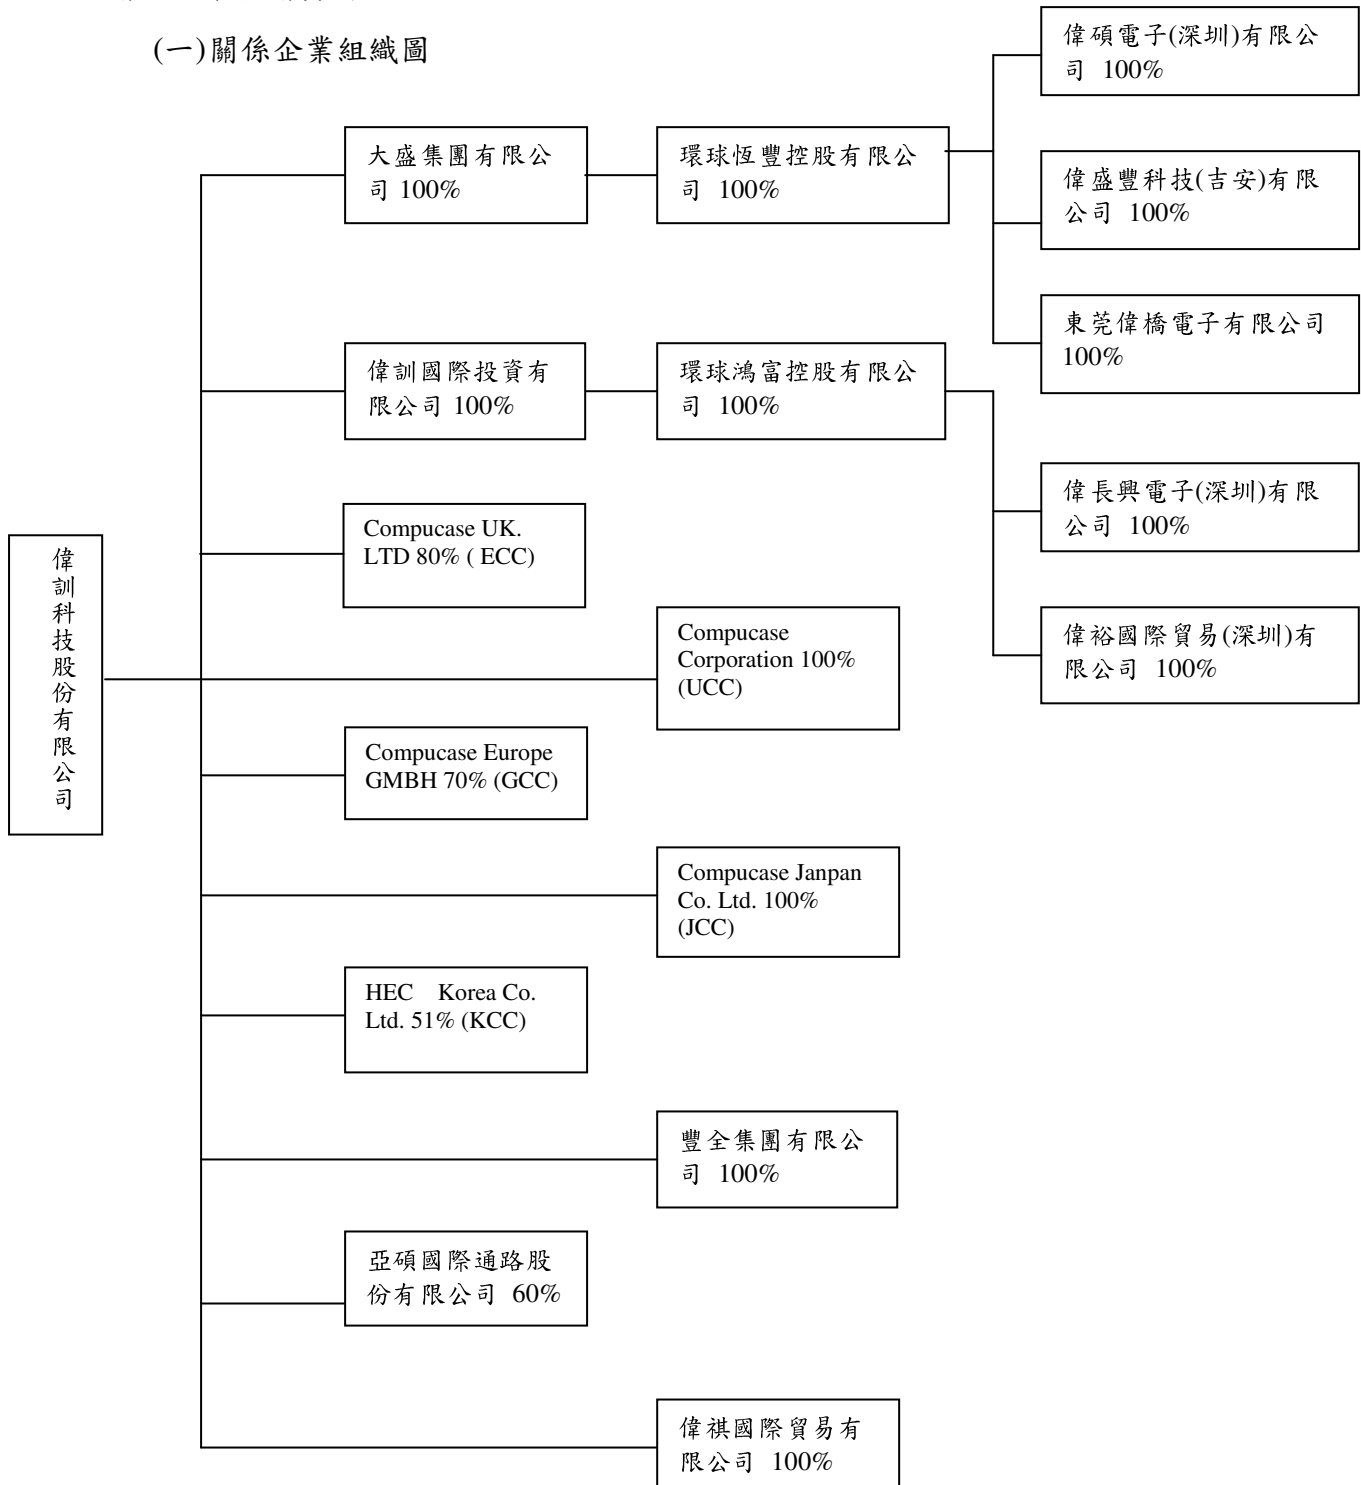 (一)關係企業組織圖
偉碩電子(深圳)有限公
司 100%
大盛集團有限公
司 100%
環球恆豐控股有限公
司 100%
偉盛豐科技(吉安)有限
公司 100%
東莞偉橋電子有限公司
100%
偉訓國際投資有
限公司 100%
環球鴻富控股有限公
司 100%
偉長興電子(深圳)有限
公司 100%
偉裕國際貿易(深圳)有
限公司 100%
偉訓科技股份有限公司
Compucase UK.
LTD 80% ( ECC)
Compucase
Corporation 100%
(UCC)
Compucase Europe
GMBH 70% (GCC)
Compucase Janpan
Co. Ltd. 100%
(JCC)
HEC Korea Co.
Ltd. 51% (KCC)
豐全集團有限公
司 100%
亞碩國際通路股
份有限公司 60%
偉祺國際貿易有
限公司 100%